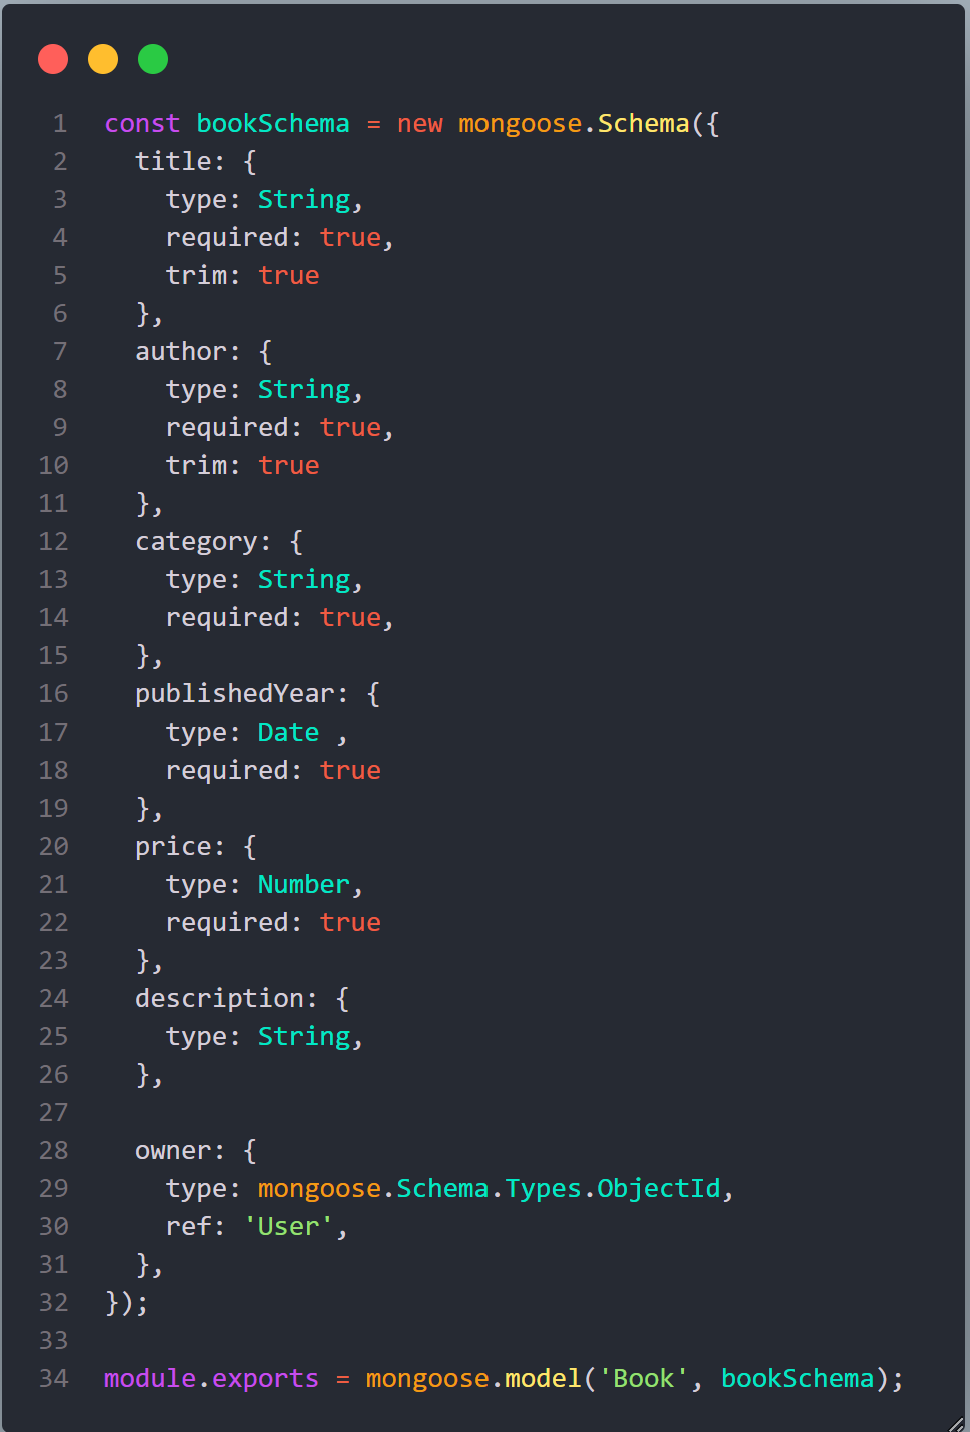 1 const bookSchema = new mongoose.Schema({
2   title: {
3     type: String,
4     required: true,
5     trim: true
6   },
7   author: {
8     type: String,
9     required: true,
10     trim: true
11   },
12   category: {
13     type: String,
14     required: true,
15   },
16   publishedYear: {
17     type: Date ,
18     required: true
19   },
20   price: {
21     type: Number,
22     required: true
23   },
24   description: {
25     type: String,
26   },
27
28   owner: {
29     type: mongoose.Schema.Types.ObjectId,
30     ref: 'User',
31   },
32 });
33
34 module.exports = mongoose.model('Book', bookSchema);